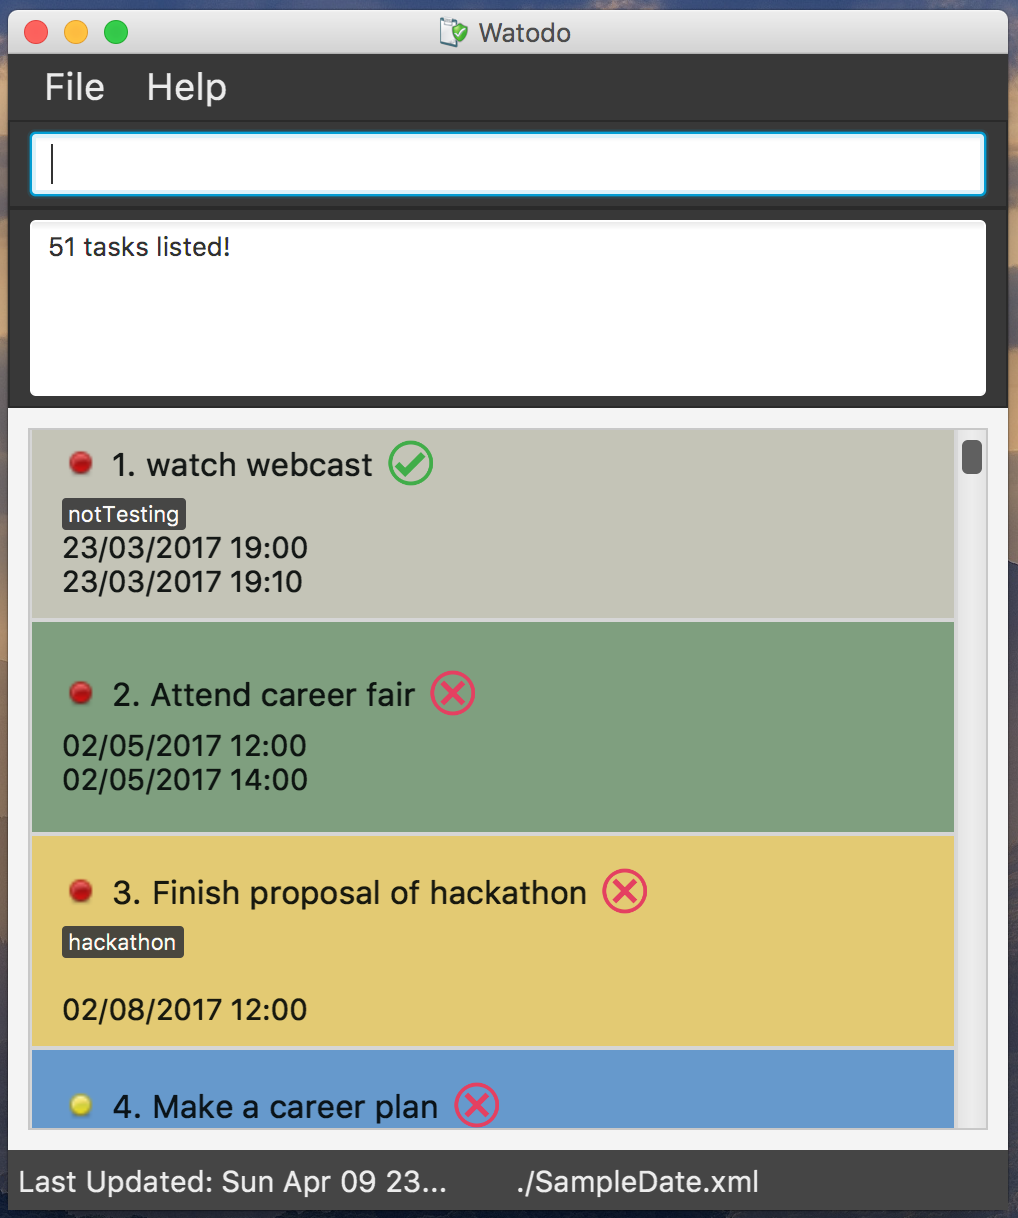 Watodo
File Help
51 tasks listed!
1. watch webcast
notTesting
23/03/2017 19:00
23/03/2017 19:10
2. Attend career fair
02/05/2017 12:00
02/05/2017 14:00
3. Finish proposal of hackathon
hackathon
02/08/2017 12:00
4. Make a career plan
Last Updated: Sun Apr 09 23... ./SampleDate.xml